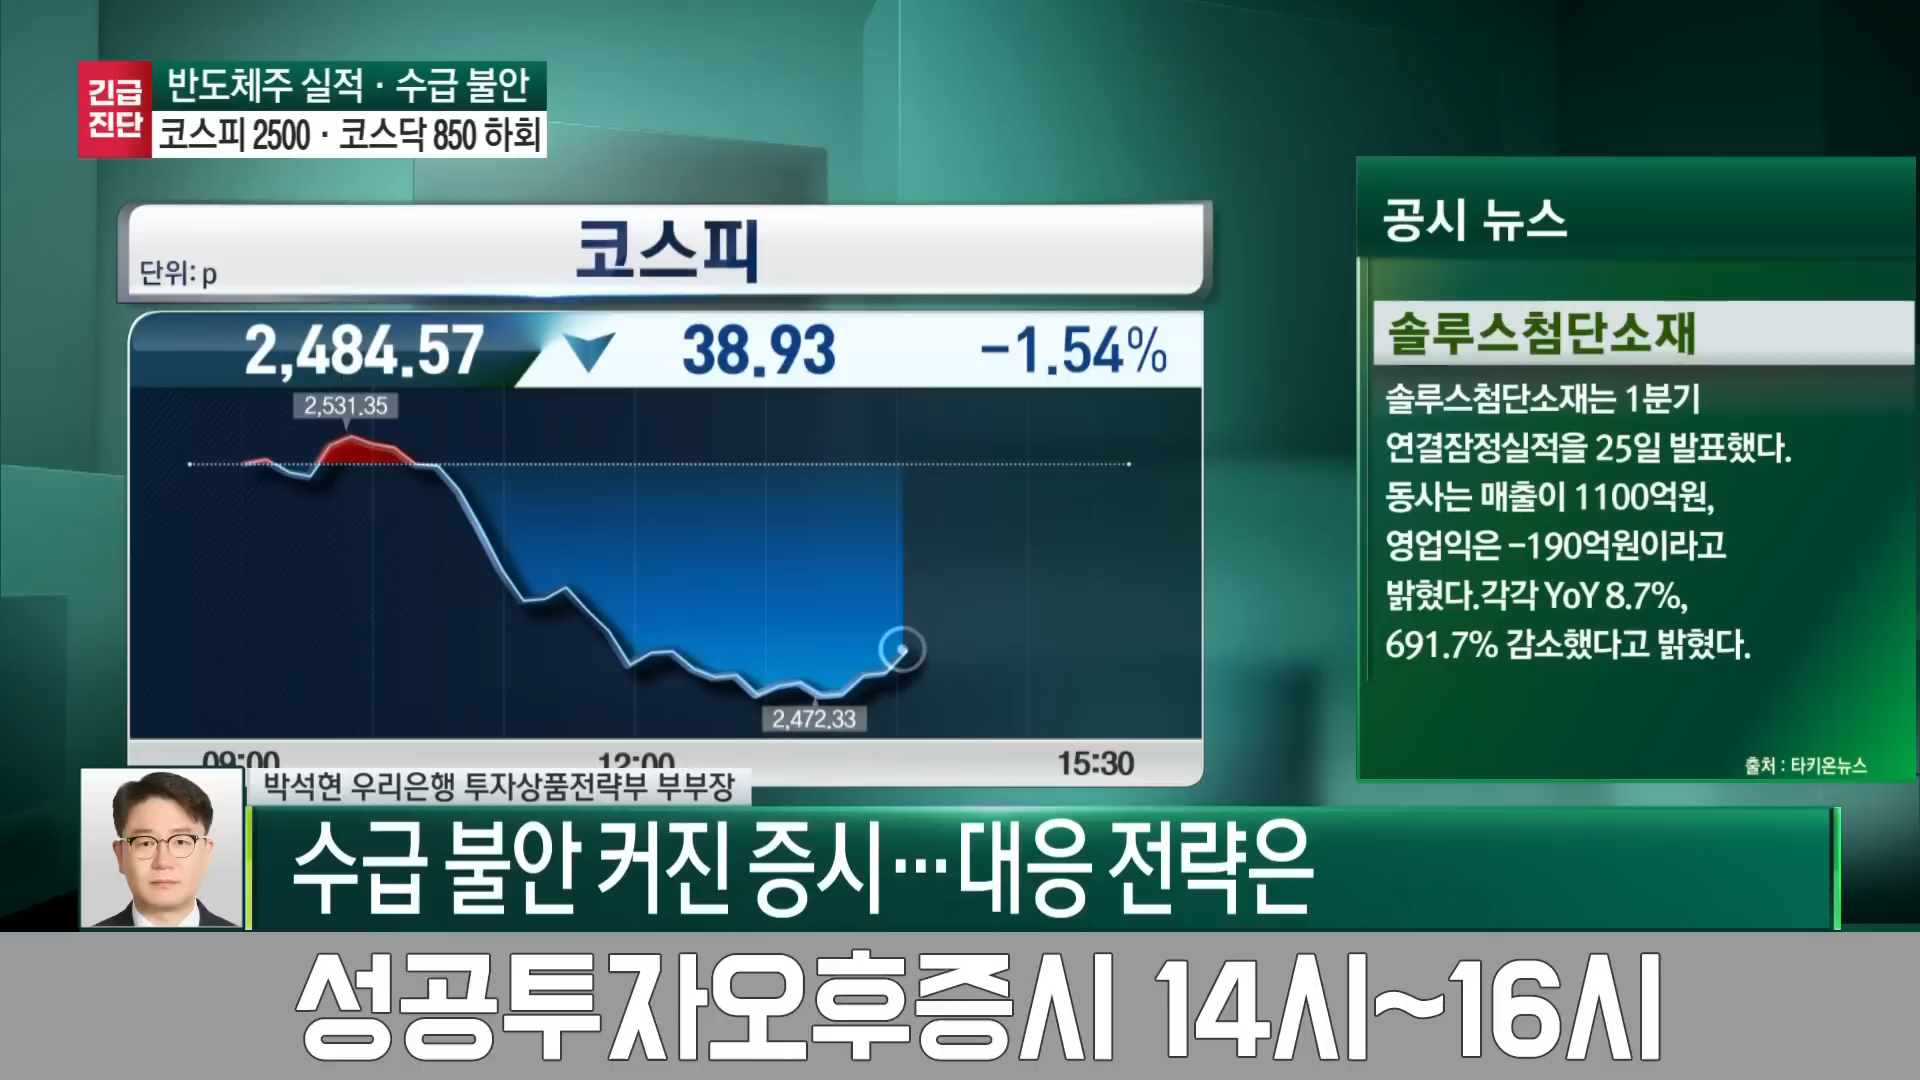 긴급
진단
반도체주 실적 · 수급 불안
코스피 2500 · 코스닥 850 하회
코스피
단위: p
2,484.57 ▼ 38.93 -1.54%
2,531.35
2,472.33
09:00 12:00 15:30
공시 뉴스
솔루스첨단소재
솔루스첨단소재는 1분기
연결잠정실적을 25일 발표했다.
동사는 매출이 1100억원,
영업익은 -190억원이라고
밝혔다.각각 YoY 8.7%,
691.7% 감소했다고 밝혔다.
출처 : 타키온뉴스
박석현 우리은행 투자상품전략부 부부장
수급 불안 커진 증시…대응 전략은
성공투자오후증시 14시~16시